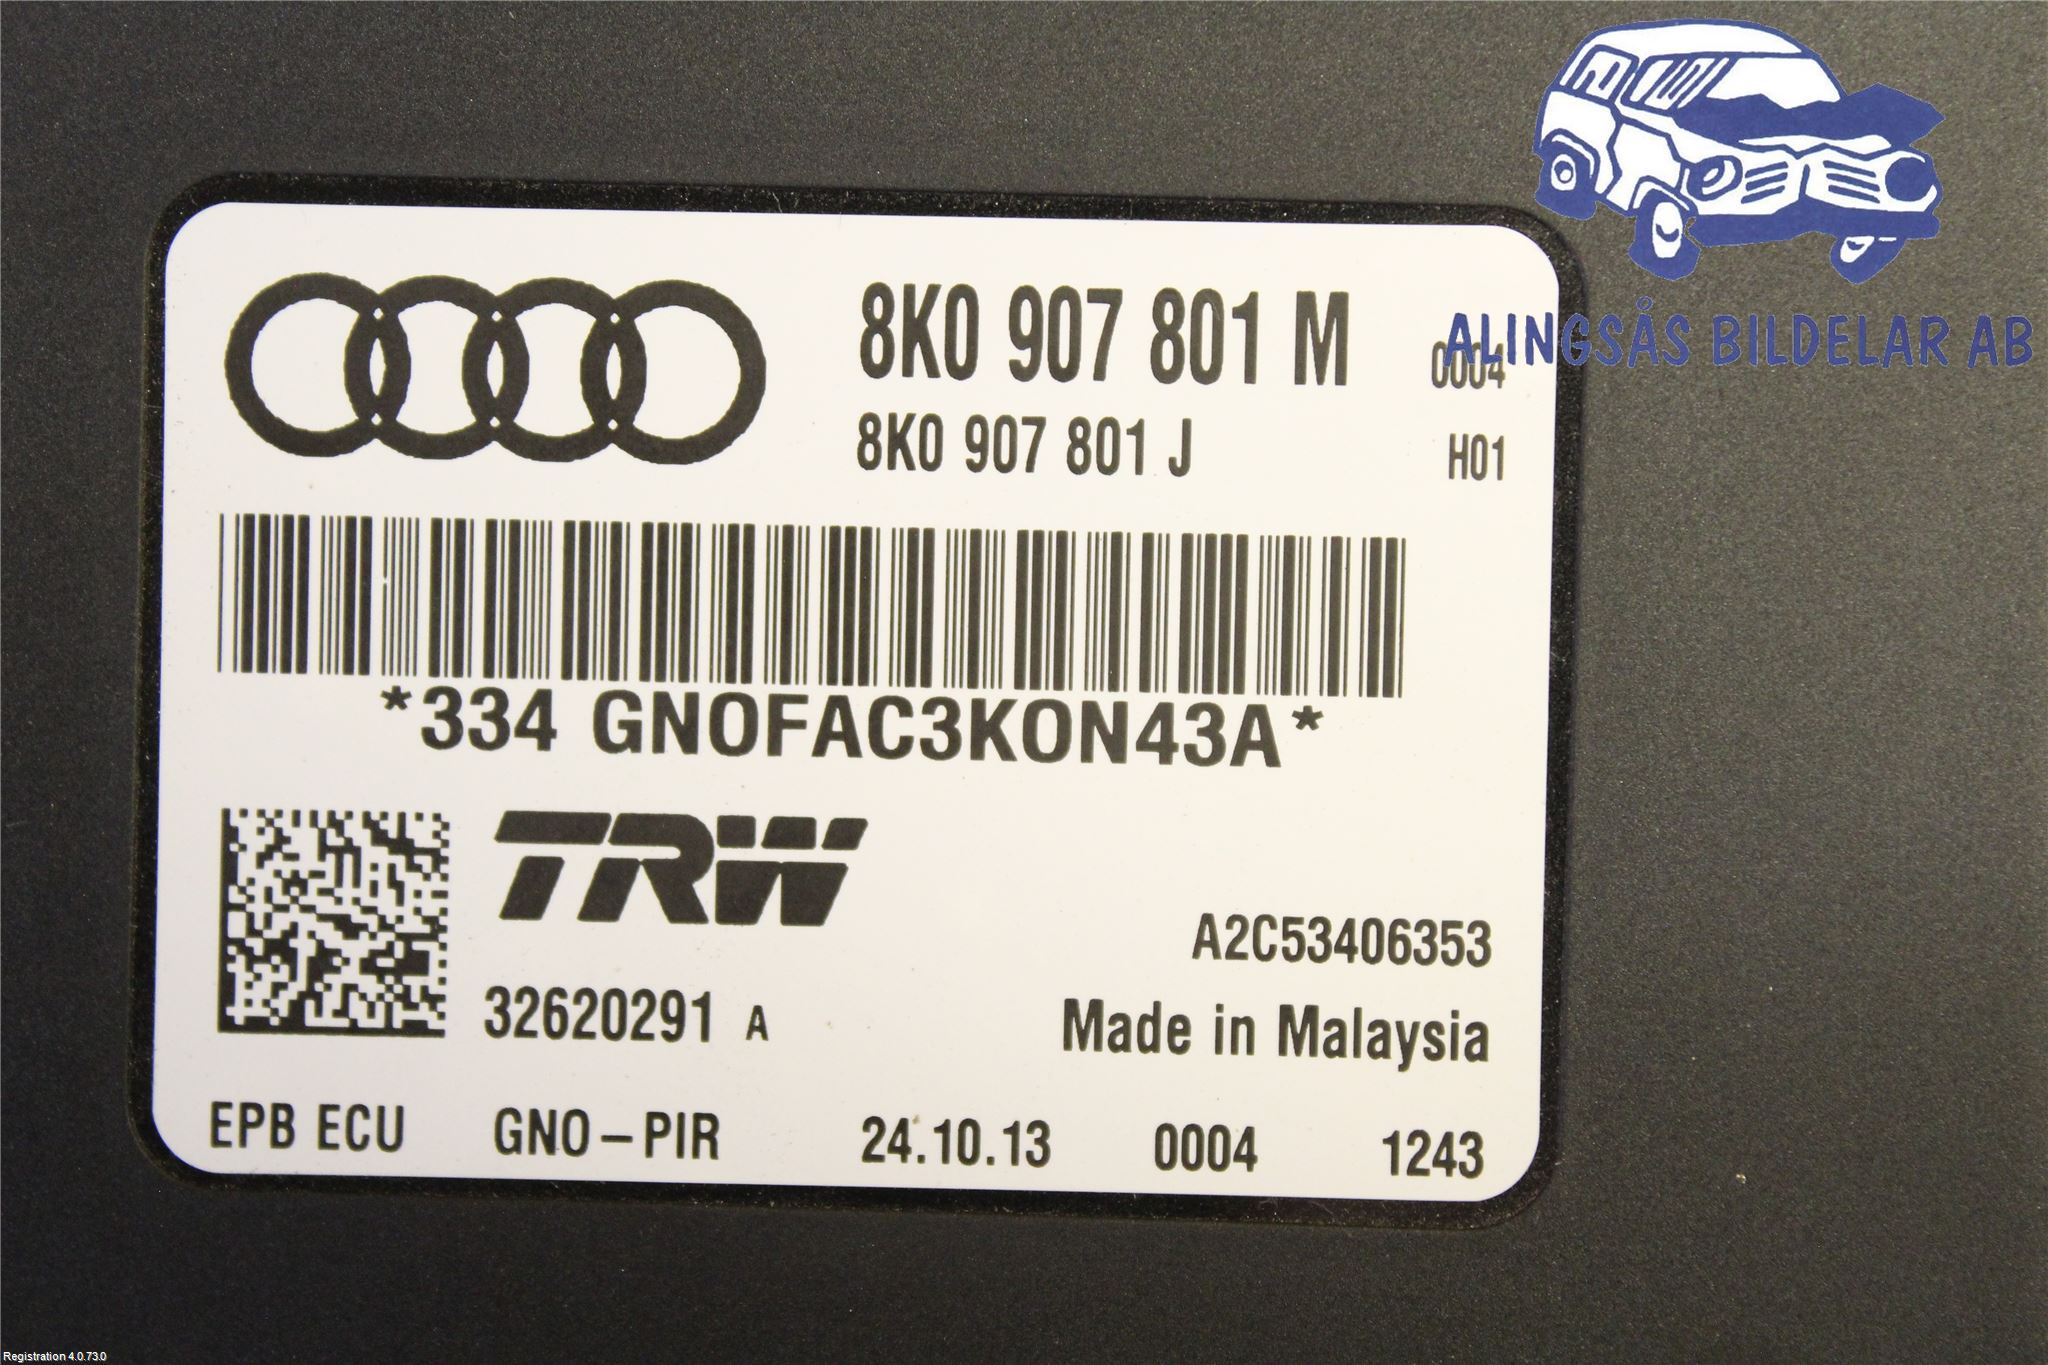 8K0 907 801 M 0004
8K0 907 801 J H01
*334 GNOFAC3K0N43A*
TRW
A2C53406353
32620291 A
Made in Malaysia
EPB ECU GNO-PIR 24.10.13 0004 1243
ALINGSÅS BILDELAR AB
Registration 4.0.73.0